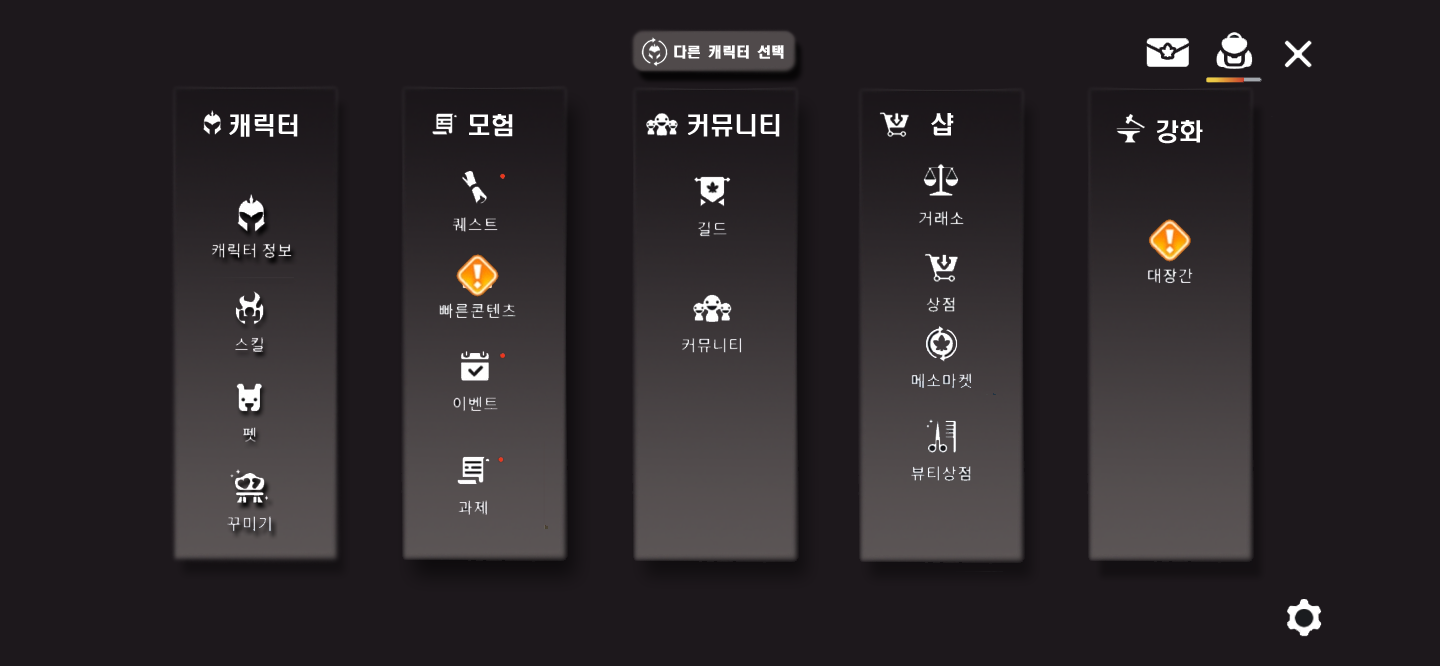 다른 캐릭터 선택
캐릭터
캐릭터 정보
스킬
펫
꾸미기
모험
퀘스트
빠른콘텐츠
이벤트
과제
커뮤니티
길드
커뮤니티
샵
거래소
상점
메소마켓
뷰티상점
강화
대장간